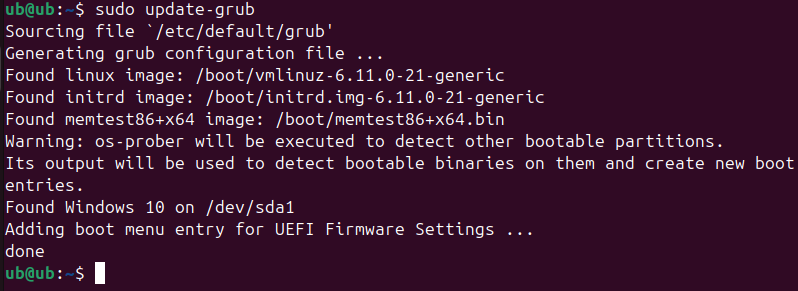 ub@ub:~$ sudo update-grub
Sourcing file `/etc/default/grub'
Generating grub configuration file ...
Found linux image: /boot/vmlinuz-6.11.0-21-generic
Found initrd image: /boot/initrd.img-6.11.0-21-generic
Found memtest86+x64 image: /boot/memtest86+x64.bin
Warning: os-prober will be executed to detect other bootable partitions.
Its output will be used to detect bootable binaries on them and create new boot
entries.
Found Windows 10 on /dev/sda1
Adding boot menu entry for UEFI Firmware Settings ...
done
ub@ub:~$